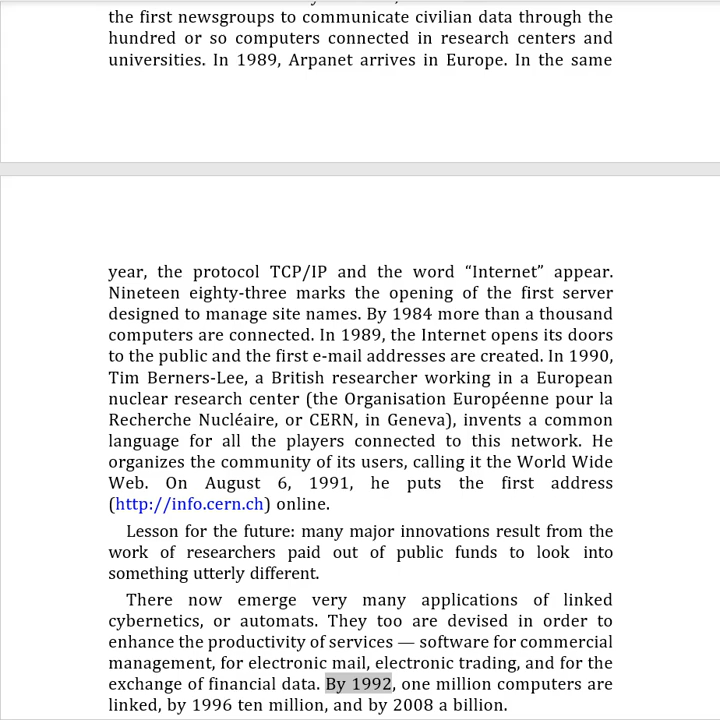 the first newsgroups to communicate civilian data through the
hundred or so computers connected in research centers and
universities. In 1989, Arpanet arrives in Europe. In the same
year, the protocol TCP/IP and the word “Internet” appear.
Nineteen eighty-three marks the opening of the first server
designed to manage site names. By 1984 more than a thousand
computers are connected. In 1989, the Internet opens its doors
to the public and the first e-mail addresses are created. In 1990,
Tim Berners-Lee, a British researcher working in a European
nuclear research center (the Organisation Européenne pour la
Recherche Nucléaire, or CERN, in Geneva), invents a common
language for all the players connected to this network. He
organizes the community of its users, calling it the World Wide
Web. On August 6, 1991, he puts the first address
(http://info.cern.ch) online.
Lesson for the future: many major innovations result from the
work of researchers paid out of public funds to look into
something utterly different.
There now emerge very many applications of linked
cybernetics, or automats. They too are devised in order to
enhance the productivity of services — software for commercial
management, for electronic mail, electronic trading, and for the
exchange of financial data. By 1992, one million computers are
linked, by 1996 ten million, and by 2008 a billion.